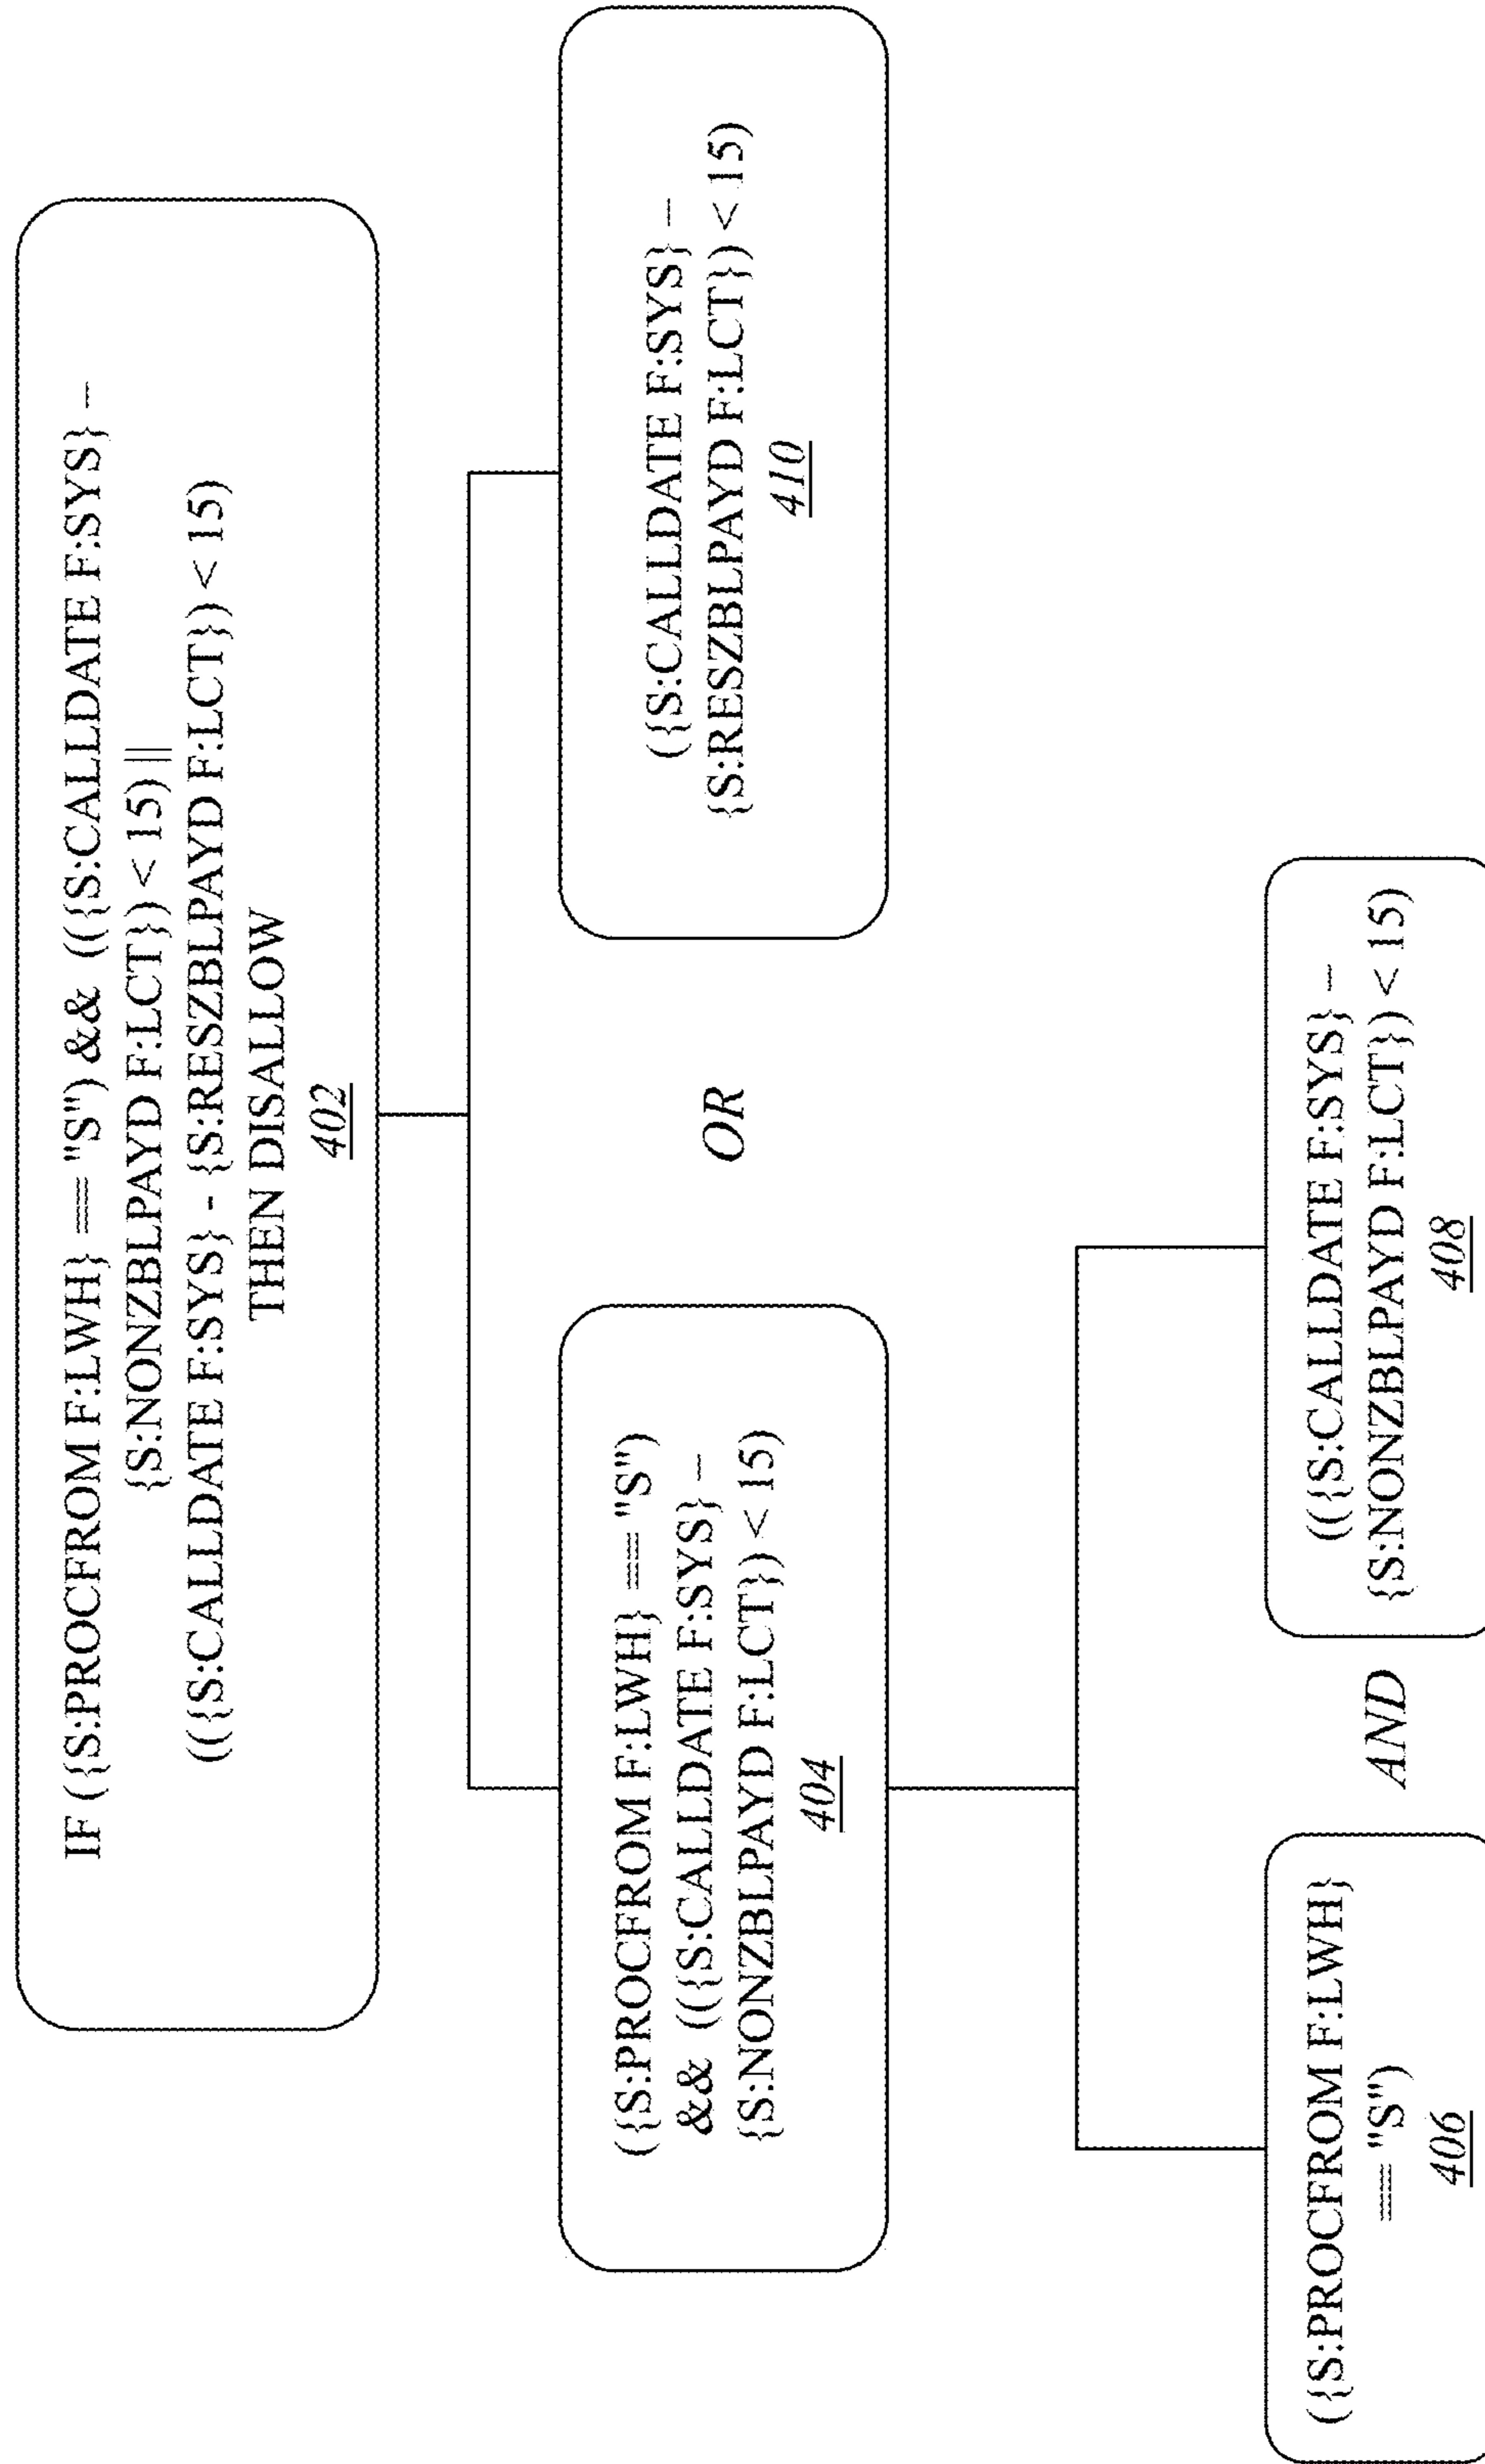 IF ({S:PROCFROM F:LWH} == "S") && (({S:CALLDATE F:SYS} –
{S:NONZBLPAYD F:LCT}) < 15) ||
(({S:CALLDATE F:SYS} - {S:RESZBLPAYD F:LCT}) < 15)
THEN DISALLOW
402
({S:PROCFROM F:LWH} == "S")
&& (({S:CALLDATE F:SYS} –
{S:NONZBLPAYD F:LCT}) < 15)
404
OR
({S:CALLDATE F:SYS} –
{S:RESZBLPAYD F:LCT}) < 15)
410
({S:PROCFROM F:LWH}
== "S")
406
AND
(({S:CALLDATE F:SYS} –
{S:NONZBLPAYD F:LCT}) < 15)
408